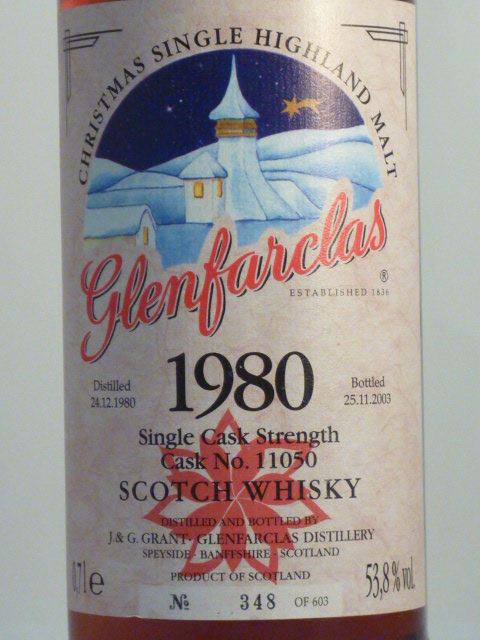 CHRISTMAS SINGLE HIGHLAND MALT
Glenfarclas
®
ESTABLISHED 1836
1980
Distilled
24.12.1980
Bottled
25.11.2003
Single Cask Strength
Cask No. 11050
SCOTCH WHISKY
DISTILLED AND BOTTLED BY
J. & G. GRANT · GLENFARCLAS DISTILLERY
SPEYSIDE · BANFFSHIRE · SCOTLAND
PRODUCT OF SCOTLAND
0,7l e
53,8% vol.
№ 348 OF 603